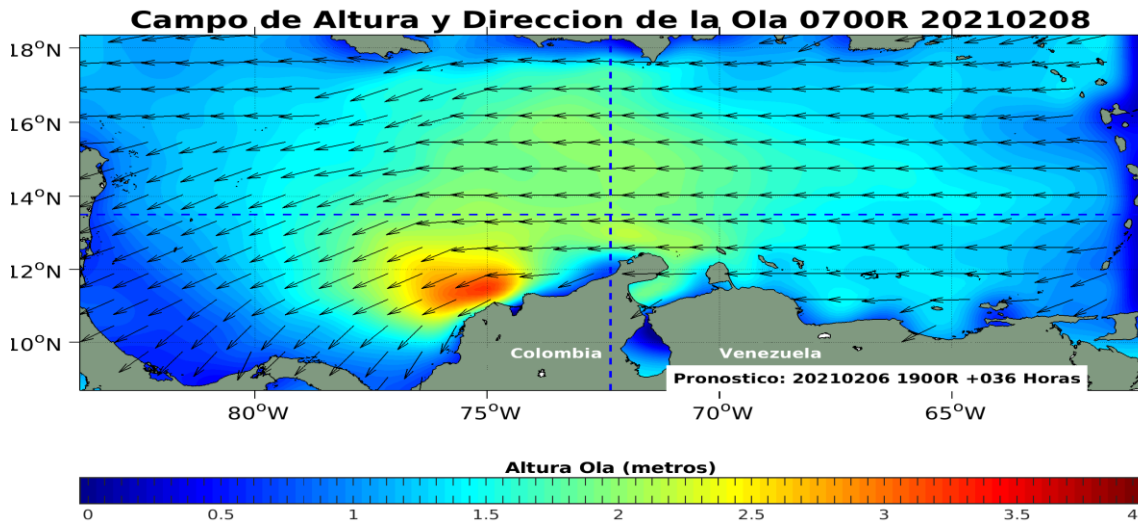 Campo de Altura y Direccion de la Ola 0700R 20210208
18°N
16°N
14°N
12°N
10°N
Colombia
Venezuela
Pronostico: 20210206 1900R +036 Horas
80°W
75°W
70°W
65°W
Altura Ola (metros)
0 0.5 1 1.5 2 2.5 3 3.5 4